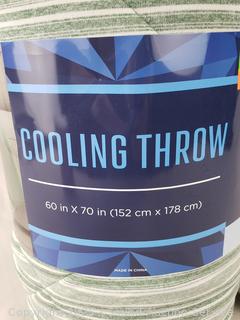 COOLING THROW
60 in X 70 in (152 cm x 178 cm)
MADE IN CHINA